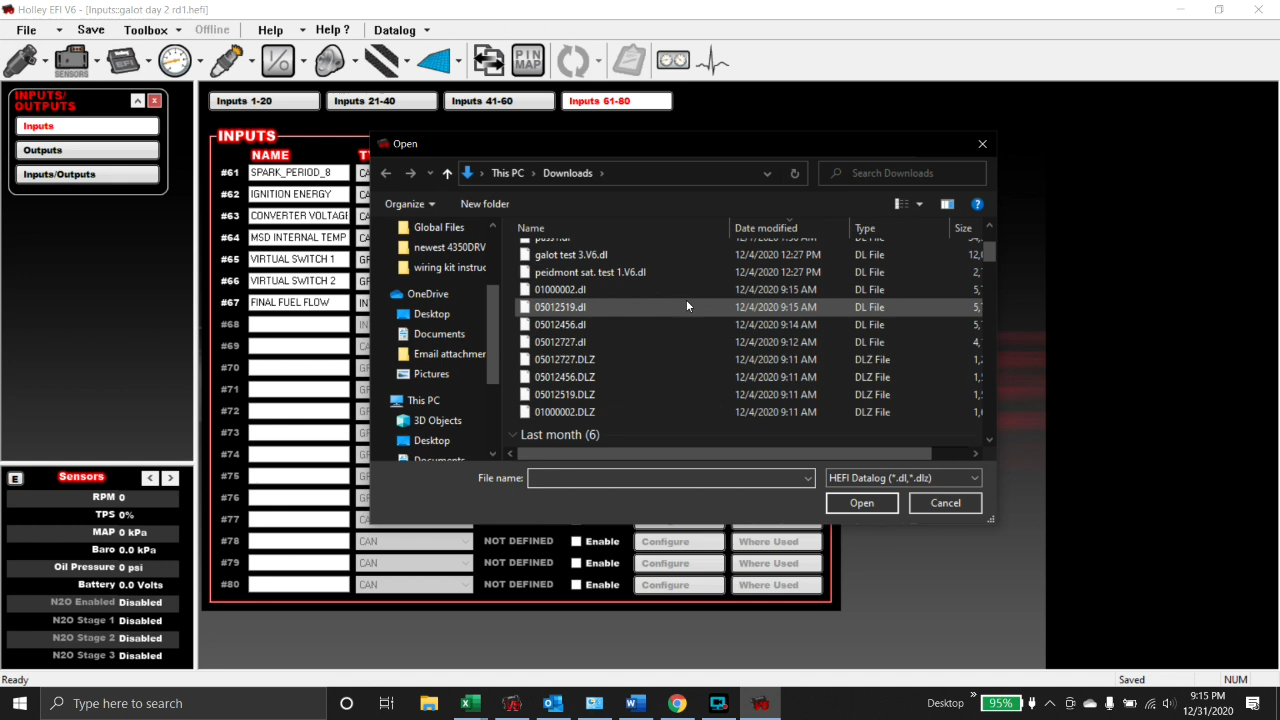 Holley EFI V6 - [Inputs::galot day 2 rd1.hefi]
File Save Toolbox Offline Help Help ? Datalog
SENSORS EFI PIN MAP
INPUTS/
OUTPUTS
Inputs
Outputs
Inputs/Outputs
Inputs 1-20 Inputs 21-40 Inputs 41-60 Inputs 61-80
INPUTS
NAME
#61 SPARK_PERIOD_8
#62 IGNITION ENERGY
#63 CONVERTER VOLTAGE
#64 MSD INTERNAL TEMP
#65 VIRTUAL SWITCH 1
#66 VIRTUAL SWITCH 2
#67 FINAL FUEL FLOW
#68
#69
#70
#71
#72
#73
#74
#75
#76
#77
#78 CAN NOT DEFINED Enable Configure Where Used
#79 CAN NOT DEFINED Enable Configure Where Used
#80 CAN NOT DEFINED Enable Configure Where Used
Open
This PC Downloads Search Downloads
Organize New folder
Global Files
newest 4350DRV
wiring kit instruc
OneDrive
Desktop
Documents
Email attachmer
Pictures
This PC
3D Objects
Desktop
Name Date modified Type Size
galot test 3.V6.dl 12/4/2020 12:27 PM DL File
peidmont sat. test 1.V6.dl 12/4/2020 12:27 PM DL File
01000002.dl 12/4/2020 9:15 AM DL File
05012519.dl 12/4/2020 9:15 AM DL File
05012456.dl 12/4/2020 9:14 AM DL File
05012727.dl 12/4/2020 9:12 AM DL File
05012727.DLZ 12/4/2020 9:11 AM DLZ File
05012456.DLZ 12/4/2020 9:11 AM DLZ File
05012519.DLZ 12/4/2020 9:11 AM DLZ File
01000002.DLZ 12/4/2020 9:11 AM DLZ File
Last month (6)
File name: HEFI Datalog (*.dl,*.dlz)
Open Cancel
E Sensors
RPM 0
TPS 0%
MAP 0 kPa
Baro 0.0 kPa
Oil Pressure 0 psi
Battery 0.0 Volts
N2O Enabled Disabled
N2O Stage 1 Disabled
N2O Stage 2 Disabled
N2O Stage 3 Disabled
Ready Saved NUM
Type here to search
Desktop 95% 9:15 PM
12/31/2020